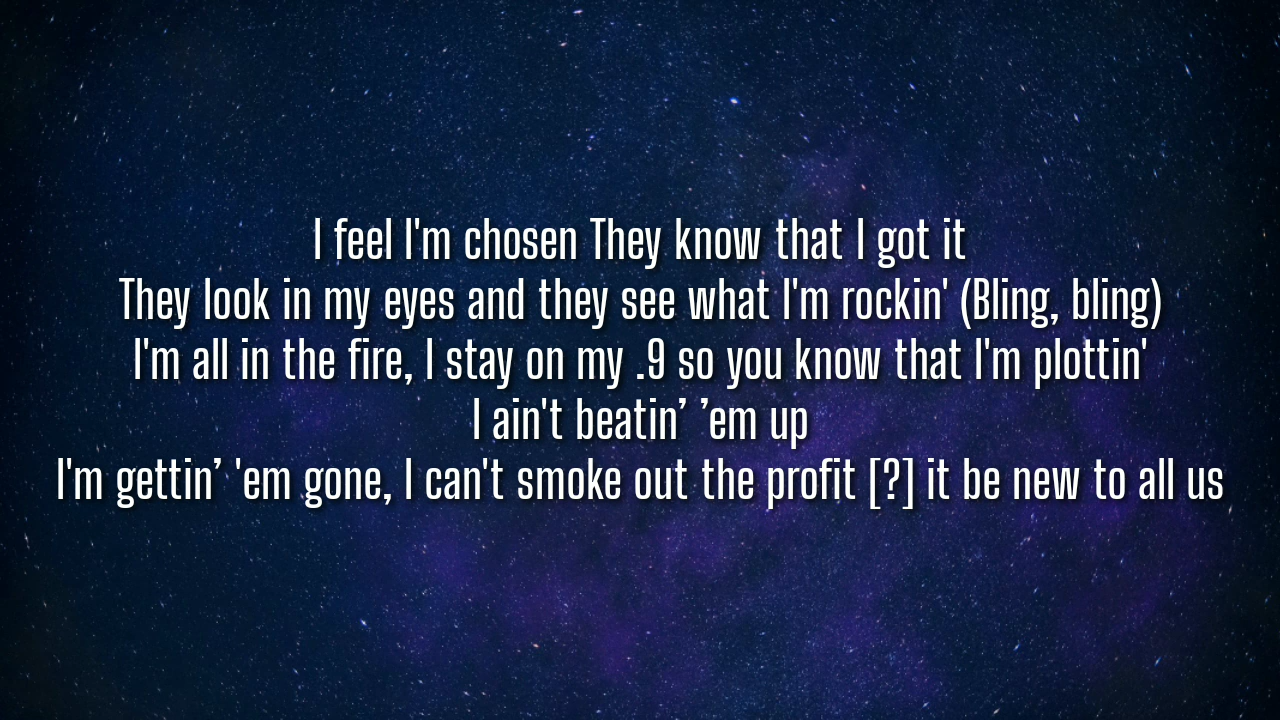 I feel I'm chosen They know that I got it
They look in my eyes and they see what I'm rockin' (Bling, bling)
I'm all in the fire, I stay on my .9 so you know that I'm plottin'
I ain't beatin’ ’em up
I'm gettin’ 'em gone, I can't smoke out the profit [?] it be new to all us